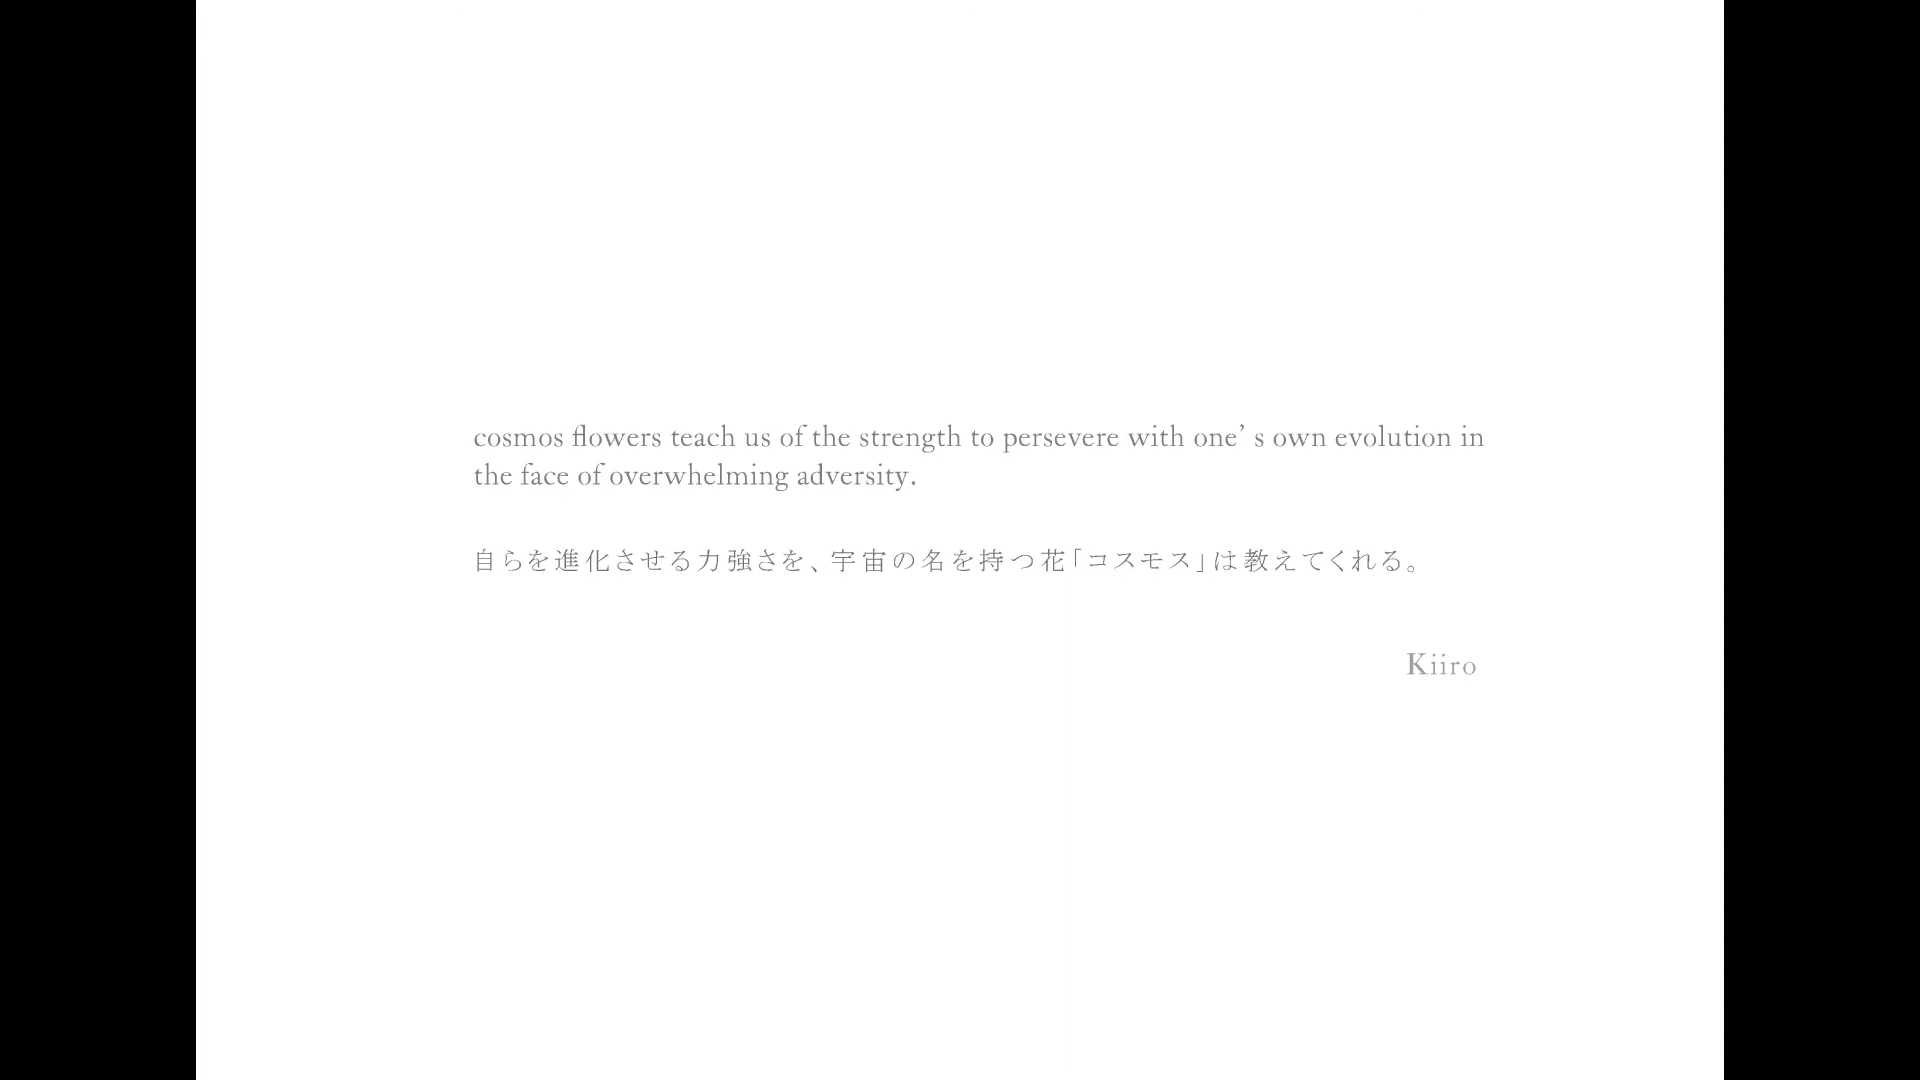 cosmos flowers teach us of the strength to persevere with one’ s own evolution in
the face of overwhelming adversity.
自らを進化させる力強さを、宇宙の名を持つ花「コスモス」は教えてくれる。
Kiiro